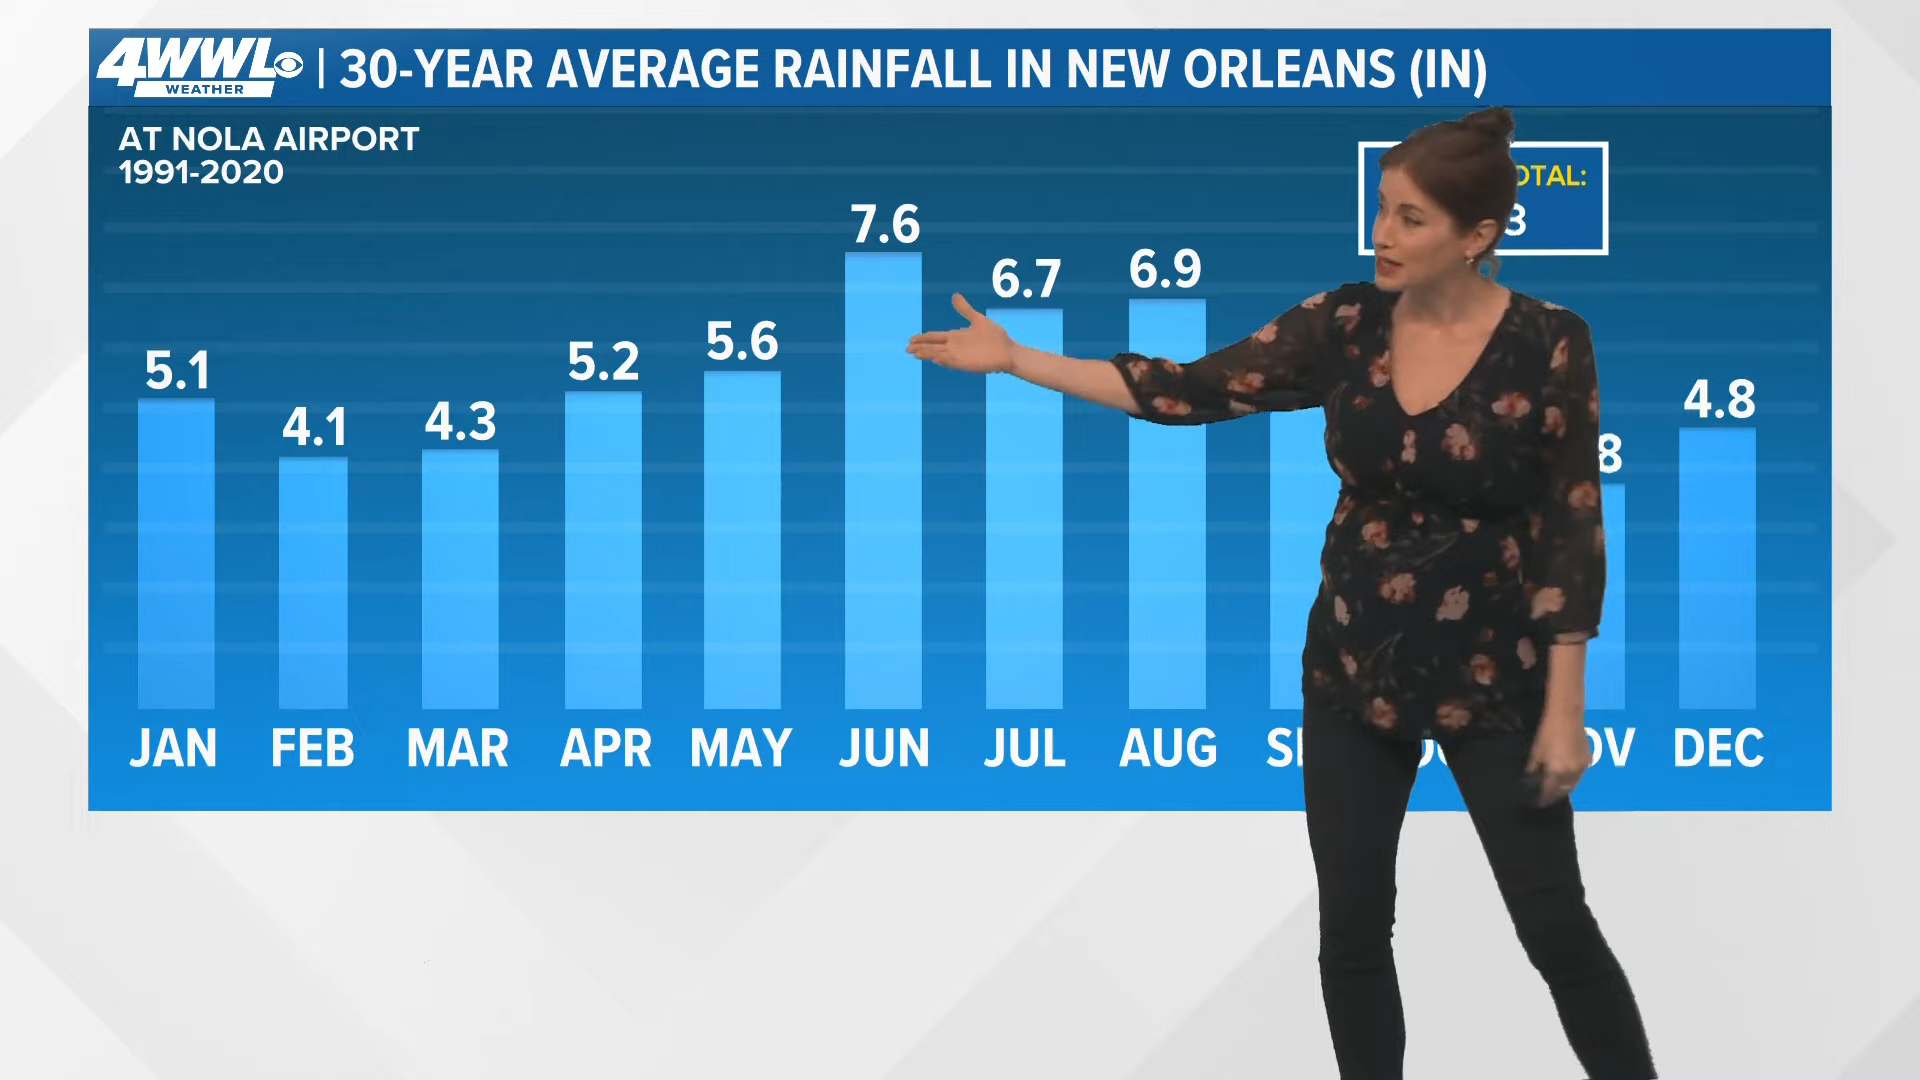 4WWL | 30-YEAR AVERAGE RAINFALL IN NEW ORLEANS (IN)
WEATHER
AT NOLA AIRPORT
1991-2020
7.6
6.7
6.9
5.1
4.1
4.3
5.2
5.6
4.8
JAN FEB MAR APR MAY JUN JUL AUG DEC